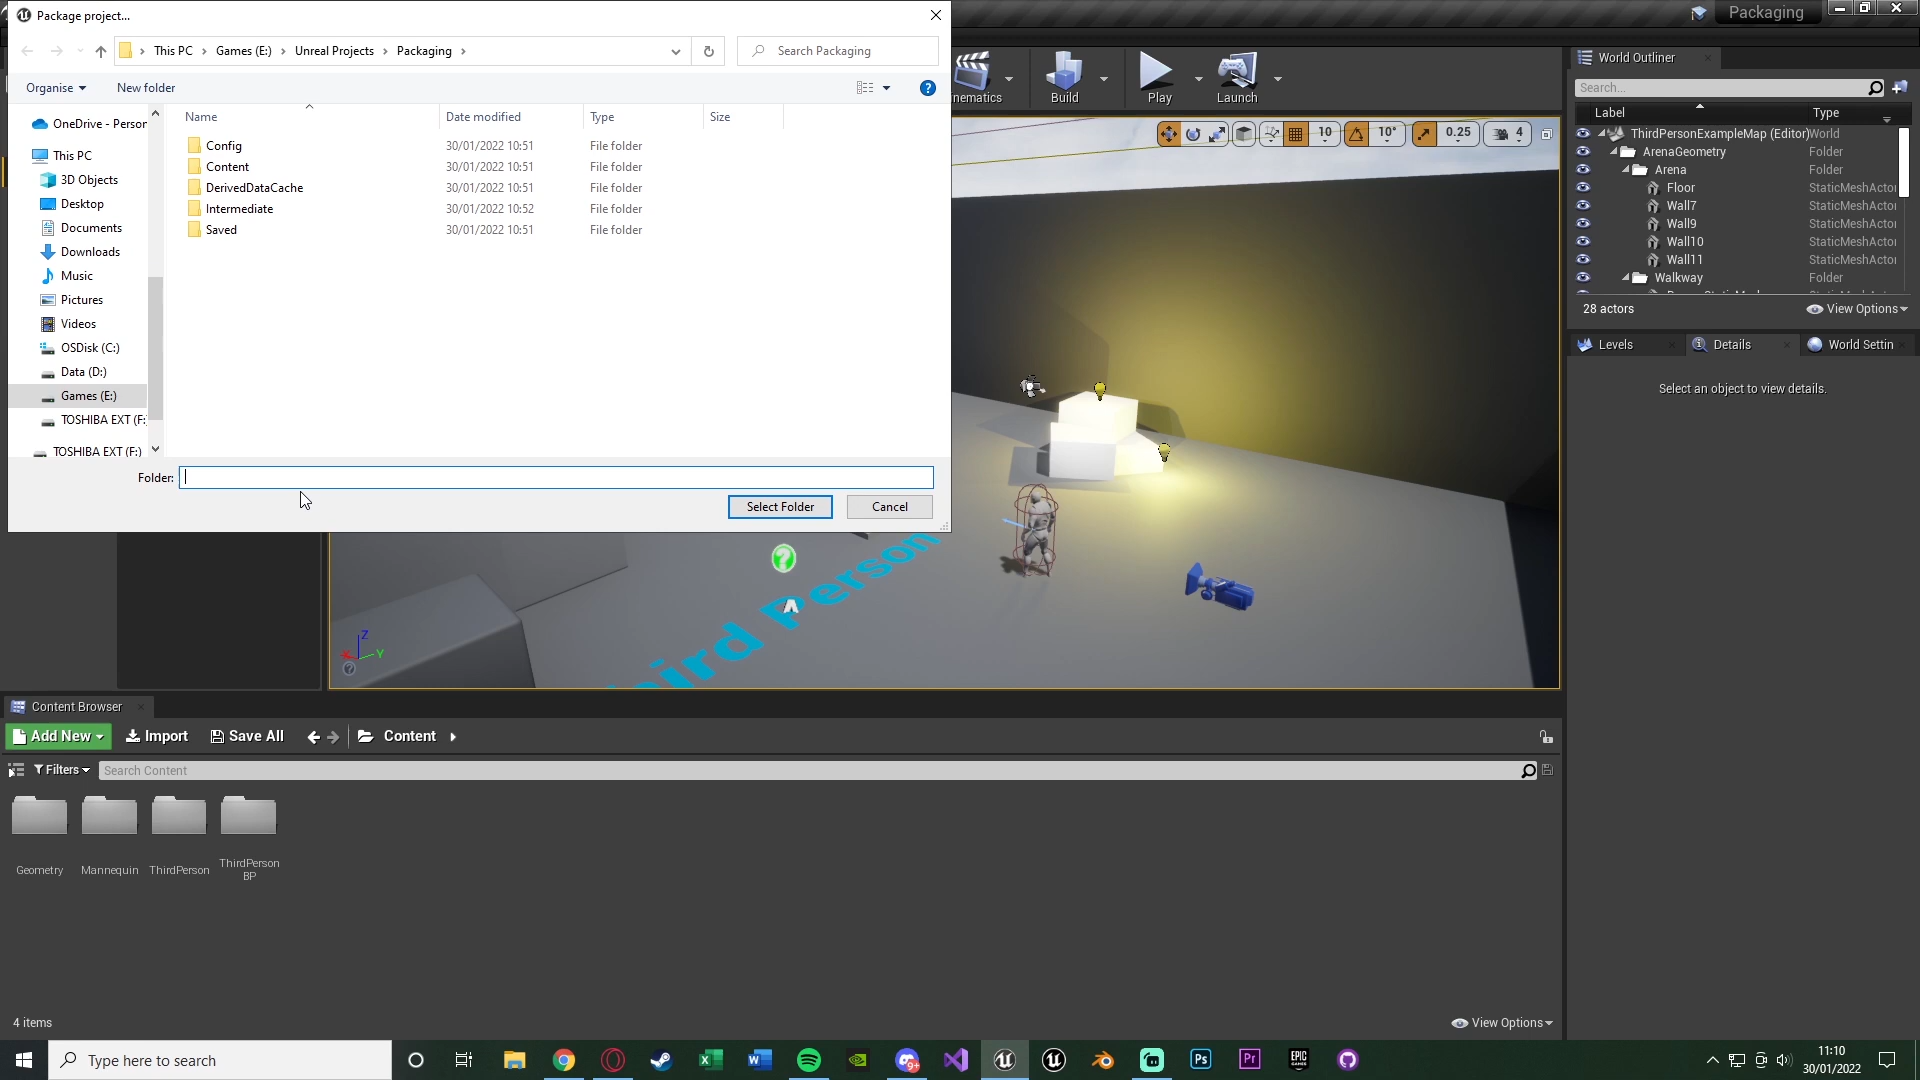 Package project...
Packaging
This PC
Games (E:)
Unreal Projects
Packaging
Search Packaging
Organise
New folder
Name
Date modified
Type
Size
OneDrive - Person
This PC
3D Objects
Desktop
Documents
Downloads
Music
Pictures
Videos
OSDisk (C:)
Data (D:)
Games (E:)
TOSHIBA EXT (F:
TOSHIBA EXT (F:)
Config 30/01/2022 10:51 File folder
Content 30/01/2022 10:51 File folder
DerivedDataCache 30/01/2022 10:51 File folder
Intermediate 30/01/2022 10:52 File folder
Saved 30/01/2022 10:51 File folder
Folder:
Select Folder
Cancel
nematics
Build
Play
Launch
10
10°
0.25
4
Third Person
Z
X
Y
World Outliner
Search...
Label
Type
ThirdPersonExampleMap (Editor) World
ArenaGeometry Folder
Arena Folder
Floor StaticMeshActor
Wall7 StaticMeshActor
Wall9 StaticMeshActor
Wall10 StaticMeshActor
Wall11 StaticMeshActor
Walkway Folder
28 actors
View Options
Levels
Details
World Settin
Select an object to view details.
Content Browser
Add New
Import
Save All
Content
Filters
Search Content
Geometry
Mannequin
ThirdPerson
ThirdPerson
BP
4 items
View Options
Type here to search
9+
Ps
Pr
EPIC
GAMES
11:10
30/01/2022